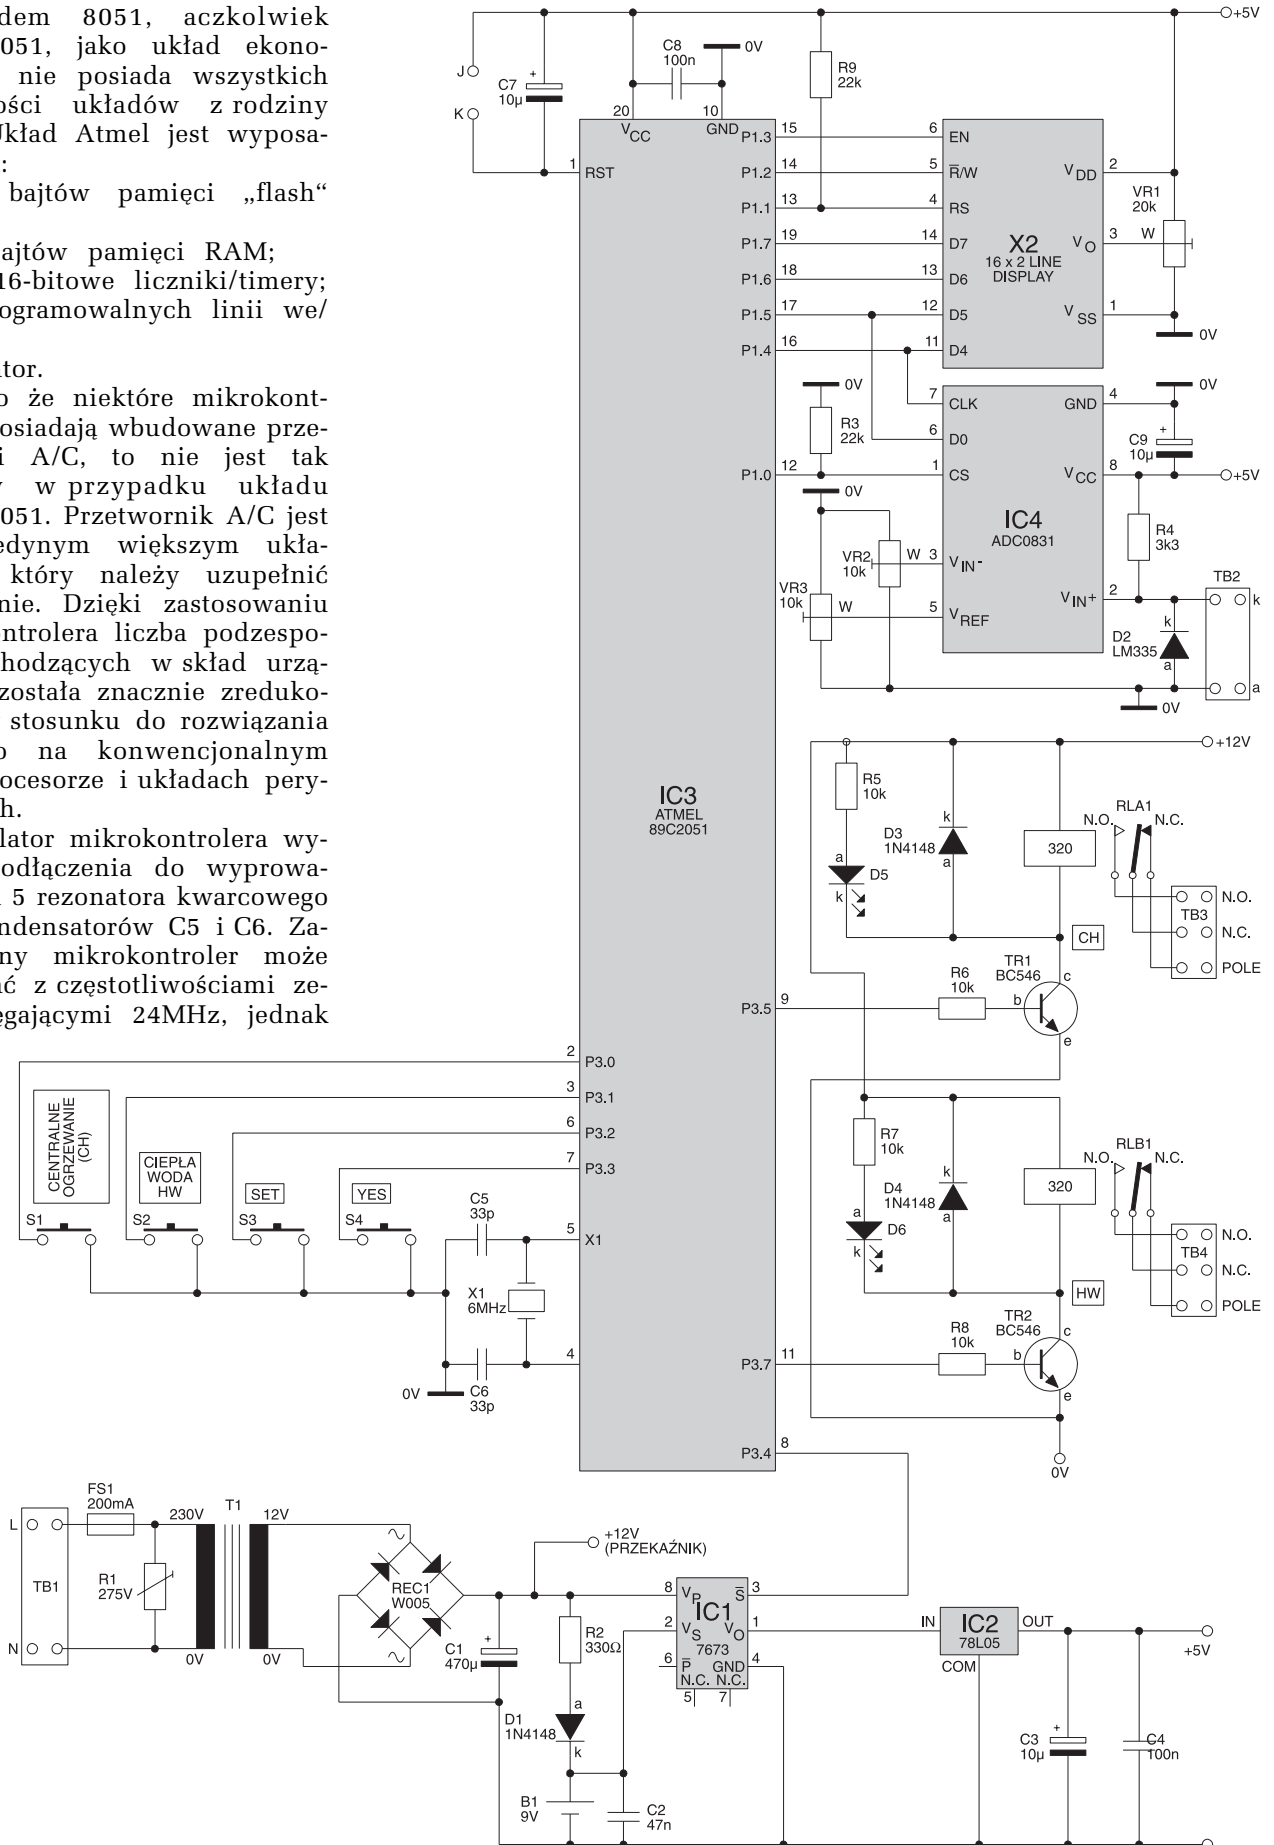 dem 8051, aczkolwiek
051, jako układ ekono-
nie posiada wszystkich
ości układów z rodziny
Układ Atmel jest wyposa-
:
bajtów pamięci „flash“
ajtów pamięci RAM;
16-bitowe liczniki/timery;
ogramowalnych linii we/
tor.
o że niektóre mikrokont-
osiadają wbudowane prze-
i A/C, to nie jest tak
w przypadku układu
051. Przetwornik A/C jest
edynym większym ukła-
który należy uzupełnić
nie. Dzięki zastosowaniu
ontrolera liczba podzespo-
hodzących w skład urzą-
została znacznie zreduko-
stosunku do rozwiązania
o na konwencjonalnym
ocesorze i układach pery-
h.
lator mikrokontrolera wy-
odłączenia do wyprowa-
i 5 rezonatora kwarcowego
ndensatorów C5 i C6. Za-
ny mikrokontroler może
ać z częstotliwościami ze-
ęgającymi 24MHz, jednak
+5V
J
K
C7
10µ
+
C8
100n
0V
R9
22k
20
VCC
10
GND
1
RST
P1.3 15
P1.2 14
P1.1 13
P1.7 19
P1.6 18
P1.5 17
P1.4 16
P1.0 12
6 EN
5 R̅/W
4 RS
14 D7
13 D6
12 D5
11 D4
X2
16 x 2 LINE
DISPLAY
VDD 2
VO 3
VSS 1
VR1
20k
W
0V
0V
R3
22k
0V
7 CLK
6 D0
1 CS
W 3 VIN-
W 5 VREF
IC4
ADC0831
GND 4
VCC 8
VIN+ 2
VR2
10k
VR3
10k
0V
C9
10µ
+
+5V
R4
3k3
D2
LM335
k
a
TB2
k
a
0V
IC3
ATMEL
89C2051
+12V
R5
10k
D3
1N4148
k
a
a
k
D5
320
RLA1
N.O. N.C.
TB3
N.O.
N.C.
POLE
CH
TR1
BC546
c
b
e
R6
10k
P3.5 9
2 P3.0
3 P3.1
6 P3.2
7 P3.3
CENTRALNE
OGRZEWANIE
(CH)
CIEPŁA
WODA
HW
SET
YES
S1
S2
S3
S4
C5
33p
5 X1
X1
6MHz
4
C6
33p
0V
R7
10k
D4
1N4148
k
a
a
k
D6
320
RLB1
N.O. N.C.
TB4
N.O.
N.C.
POLE
HW
TR2
BC546
c
b
e
R8
10k
P3.7 11
P3.4 8
0V
L
TB1
N
FS1
200mA
R1
275V
230V
T1
12V
0V
0V
REC1
W005
+12V
(PRZEKAŹNIK)
C1
470µ
+
R2
330Ω
D1
1N4148
a
k
B1
9V
C2
47n
8 VP
2 VS
6 P̅
IC1
7673
S̅ 3
VO 1
GND 4
N.C. N.C.
5 7
IN
IC2
78L05
OUT
COM
C3
10µ
+
C4
100n
+5V